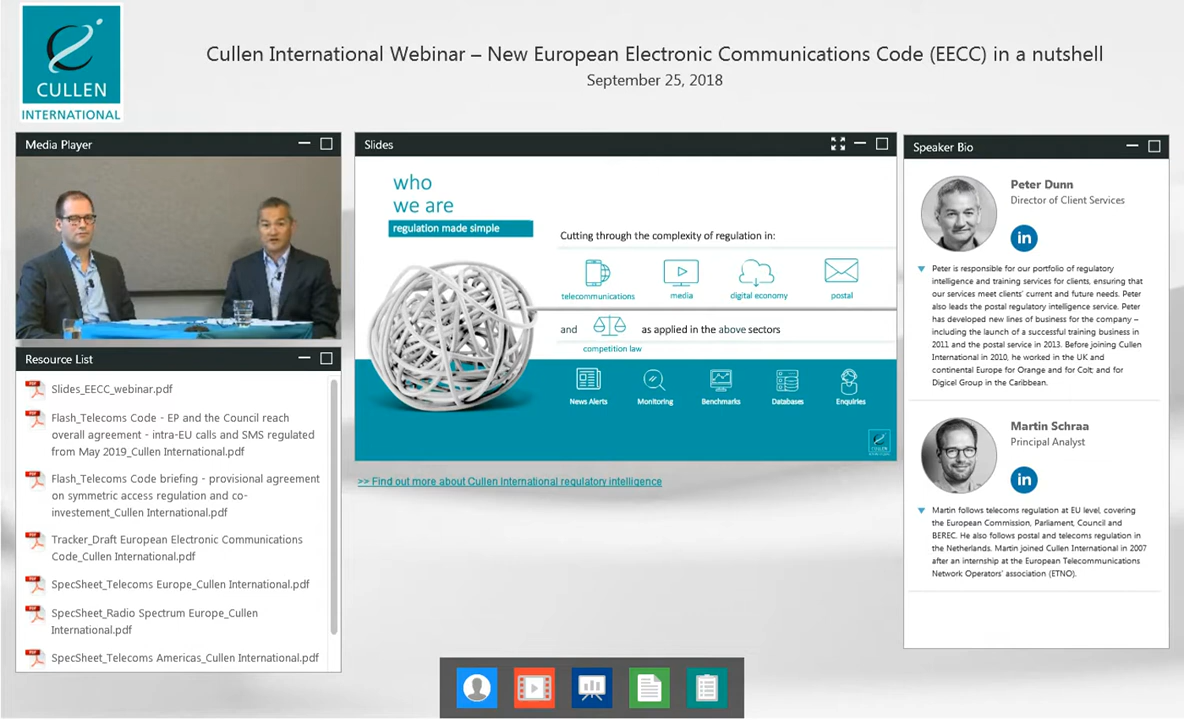 CULLEN
INTERNATIONAL
Cullen International Webinar – New European Electronic Communications Code (EECC) in a nutshell
September 25, 2018
Media Player
Resource List
Slides_EECC_webinar.pdf
Flash_Telecoms Code - EP and the Council reach
overall agreement - intra-EU calls and SMS regulated
from May 2019_Cullen International.pdf
Flash_Telecoms Code briefing - provisional agreement
on symmetric access regulation and co-
investement_Cullen International.pdf
Tracker_Draft European Electronic Communications
Code_Cullen International.pdf
SpecSheet_Telecoms Europe_Cullen International.pdf
SpecSheet_Radio Spectrum Europe_Cullen
International.pdf
SpecSheet_Telecoms Americas_Cullen International.pdf
Slides
who
we are
regulation made simple
Cutting through the complexity of regulation in:
telecommunications media digital economy postal
and as applied in the above sectors
competition law
News Alerts Monitoring Benchmarks Databases Enquiries
CULLEN
>> Find out more about Cullen International regulatory intelligence
Speaker Bio
Peter Dunn
Director of Client Services
in
Peter is responsible for our portfolio of regulatory
intelligence and training services for clients, ensuring that
our services meet clients' current and future needs. Peter
also leads the postal regulatory intelligence service. Peter
has developed new lines of business for the company –
including the launch of a successful training business in
2011 and the postal service in 2013. Before joining Cullen
International in 2010, he worked in the UK and
continental Europe for Orange and for Colt; and for
Digicel Group in the Caribbean.
Martin Schraa
Principal Analyst
in
Martin follows telecoms regulation at EU level, covering
the European Commission, Parliament, Council and
BEREC. He also follows postal and telecoms regulation in
the Netherlands. Martin joined Cullen International in 2007
after an internship at the European Telecommunications
Network Operators' association (ETNO).